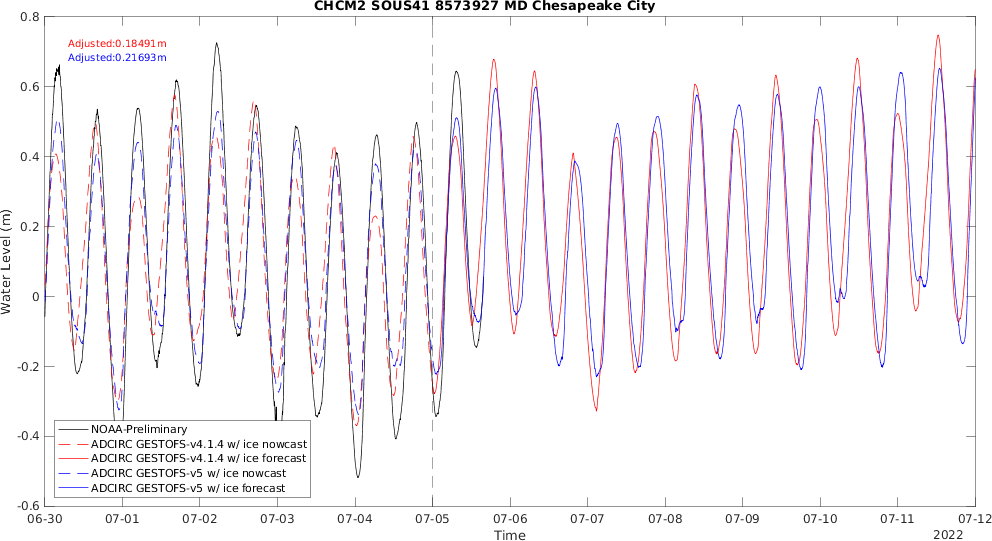 CHCM2 SOUS41 8573927 MD Chesapeake City
Adjusted:0.18491m
Adjusted:0.21693m
Water Level (m)
0.8
0.6
0.4
0.2
0
-0.2
-0.4
-0.6
NOAA-Preliminary
ADCIRC GESTOFS-v4.1.4 w/ ice nowcast
ADCIRC GESTOFS-v4.1.4 w/ ice forecast
ADCIRC GESTOFS-v5 w/ ice nowcast
ADCIRC GESTOFS-v5 w/ ice forecast
06-30 07-01 07-02 07-03 07-04 07-05 07-06 07-07 07-08 07-09 07-10 07-11 07-12
Time
2022